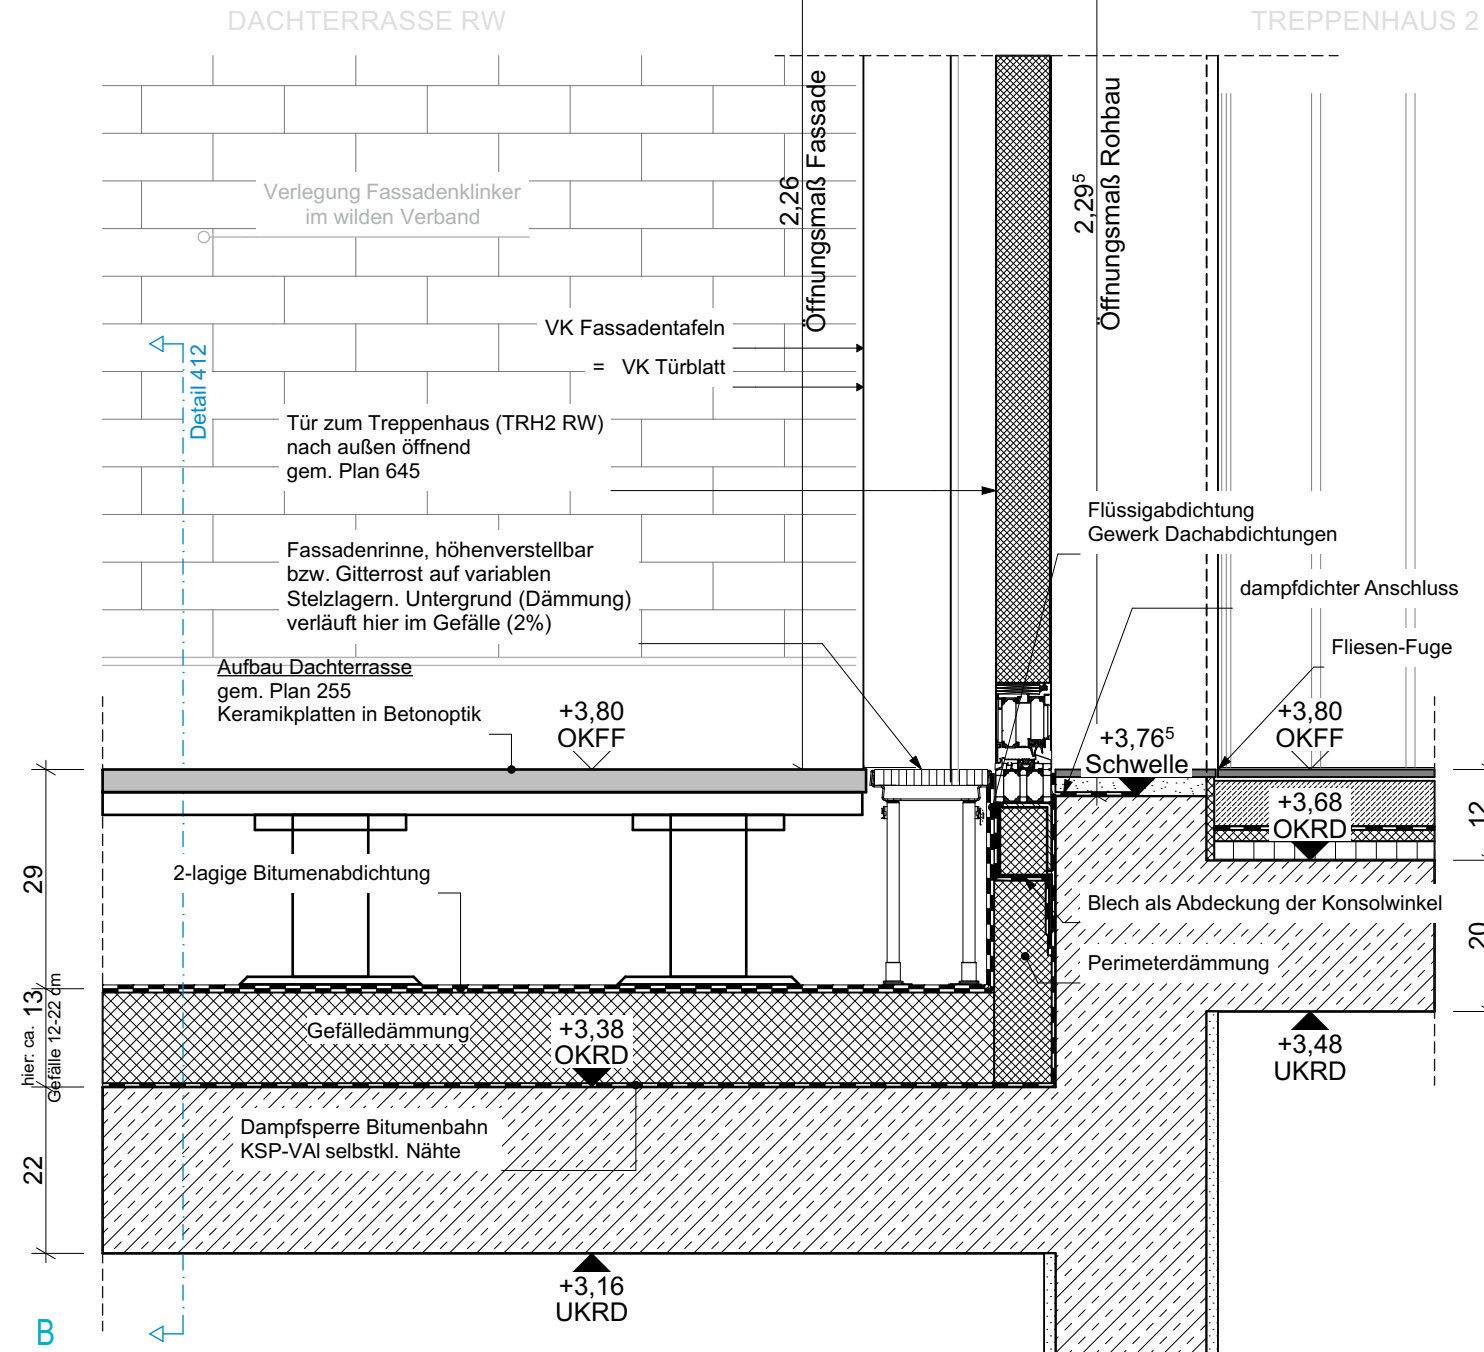 DACHTERRASSE RW
TREPPENHAUS 2
Verlegung Fassadenklinker
im wilden Verband
2,26
Öffnungsmaß Fassade
2,29⁵
Öffnungsmaß Rohbau
VK Fassadentafeln
= VK Türblatt
Detail 412
Tür zum Treppenhaus (TRH2 RW)
nach außen öffnend
gem. Plan 645
Flüssigabdichtung
Gewerk Dachabdichtungen
Fassadenrinne, höhenverstellbar
bzw. Gitterrost auf variablen
Stelzlagern. Untergrund (Dämmung)
verläuft hier im Gefälle (2%)
dampfdichter Anschluss
Fliesen-Fuge
Aufbau Dachterrasse
gem. Plan 255
Keramikplatten in Betonoptik
+3,80
OKFF
+3,76⁵
Schwelle
+3,80
OKFF
+3,68
OKRD
12
29
2-lagige Bitumenabdichtung
Blech als Abdeckung der Konsolwinkel
20
Perimeterdämmung
hier: ca. 13
Gefälle 12-22 cm
Gefälledämmung
+3,38
OKRD
+3,48
UKRD
Dampfsperre Bitumenbahn
KSP-VAI selbstkl. Nähte
22
+3,16
UKRD
B